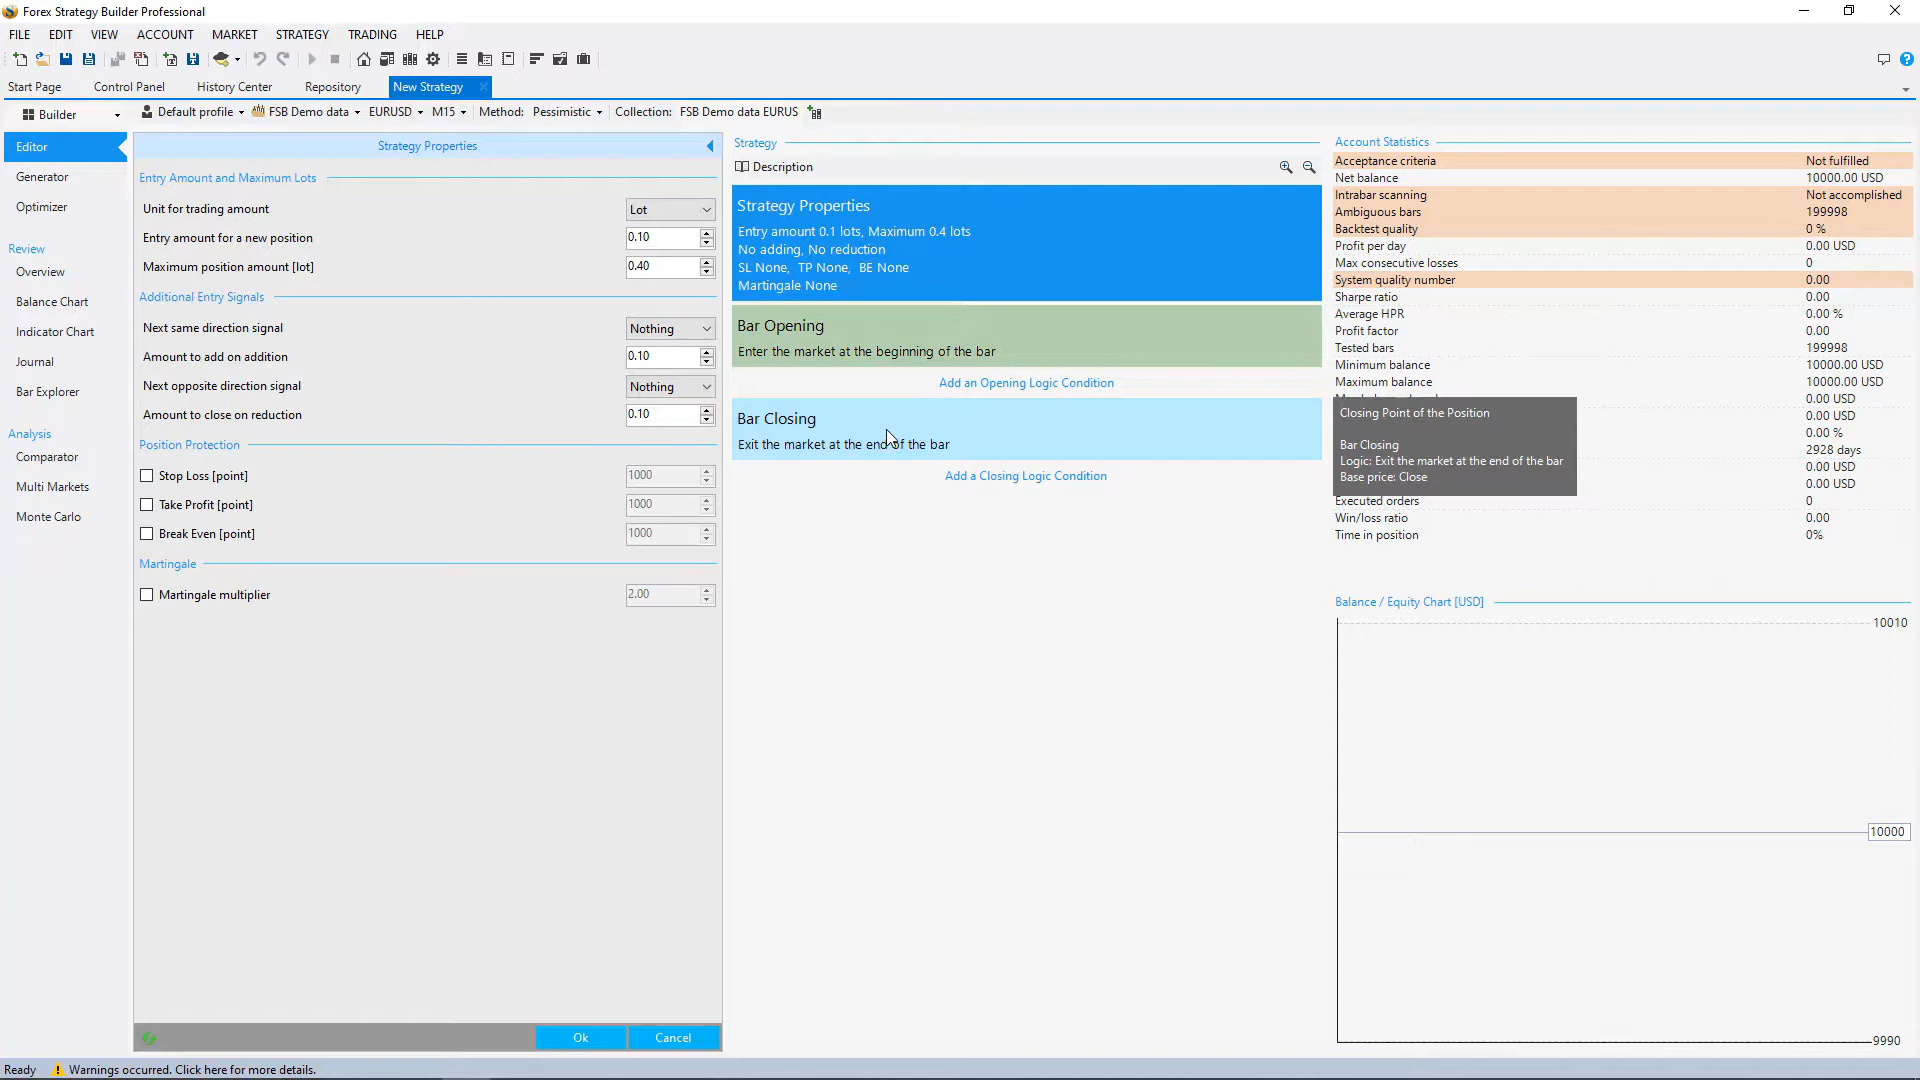 Forex Strategy Builder Professional
FILE EDIT VIEW ACCOUNT MARKET STRATEGY TRADING HELP
Start Page Control Panel History Center Repository New Strategy
Builder Default profile FSB Demo data EURUSD M15 Method: Pessimistic Collection: FSB Demo data EURUS
Editor
Generator
Optimizer
Review
Overview
Balance Chart
Indicator Chart
Journal
Bar Explorer
Analysis
Comparator
Multi Markets
Monte Carlo
Strategy Properties
Entry Amount and Maximum Lots
Unit for trading amount Lot
Entry amount for a new position 0.10
Maximum position amount [lot] 0.40
Additional Entry Signals
Next same direction signal Nothing
Amount to add on addition 0.10
Next opposite direction signal Nothing
Amount to close on reduction 0.10
Position Protection
Stop Loss [point] 1000
Take Profit [point] 1000
Break Even [point] 1000
Martingale
Martingale multiplier 2.00
Ok Cancel
Strategy
Description
Strategy Properties
Entry amount 0.1 lots, Maximum 0.4 lots
No adding, No reduction
SL None, TP None, BE None
Martingale None
Bar Opening
Enter the market at the beginning of the bar
Add an Opening Logic Condition
Bar Closing
Exit the market at the end of the bar
Add a Closing Logic Condition
Account Statistics
Acceptance criteria Not fulfilled
Net balance 10000.00 USD
Intrabar scanning Not accomplished
Ambiguous bars 199998
Backtest quality 0 %
Profit per day 0.00 USD
Max consecutive losses 0
System quality number 0.00
Sharpe ratio 0.00
Average HPR 0.00 %
Profit factor 0.00
Tested bars 199998
Minimum balance 10000.00 USD
Maximum balance 10000.00 USD
0.00 USD
Closing Point of the Position
0.00 USD
0.00 %
Bar Closing
2928 days
Logic: Exit the market at the end of the bar
0.00 USD
Base price: Close
0.00 USD
Executed orders 0
Win/loss ratio 0.00
Time in position 0%
Balance / Equity Chart [USD]
10010
10000
9990
Ready Warnings occurred. Click here for more details.